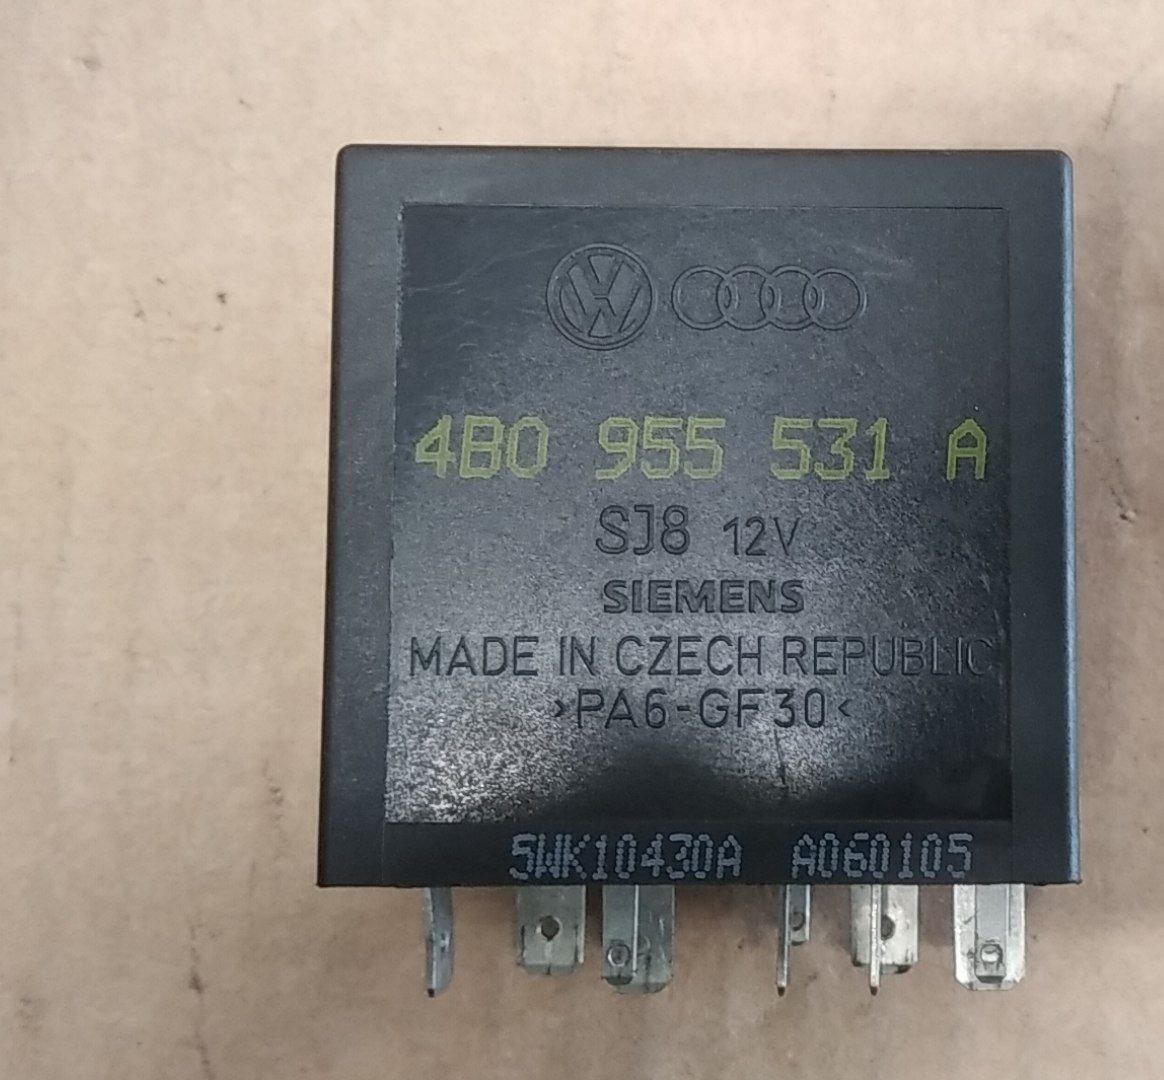 4B0 955 531 A
SJ8 12V
SIEMENS
MADE IN CZECH REPUBLIC
>PA6-GF30<
5WK10430A A060105